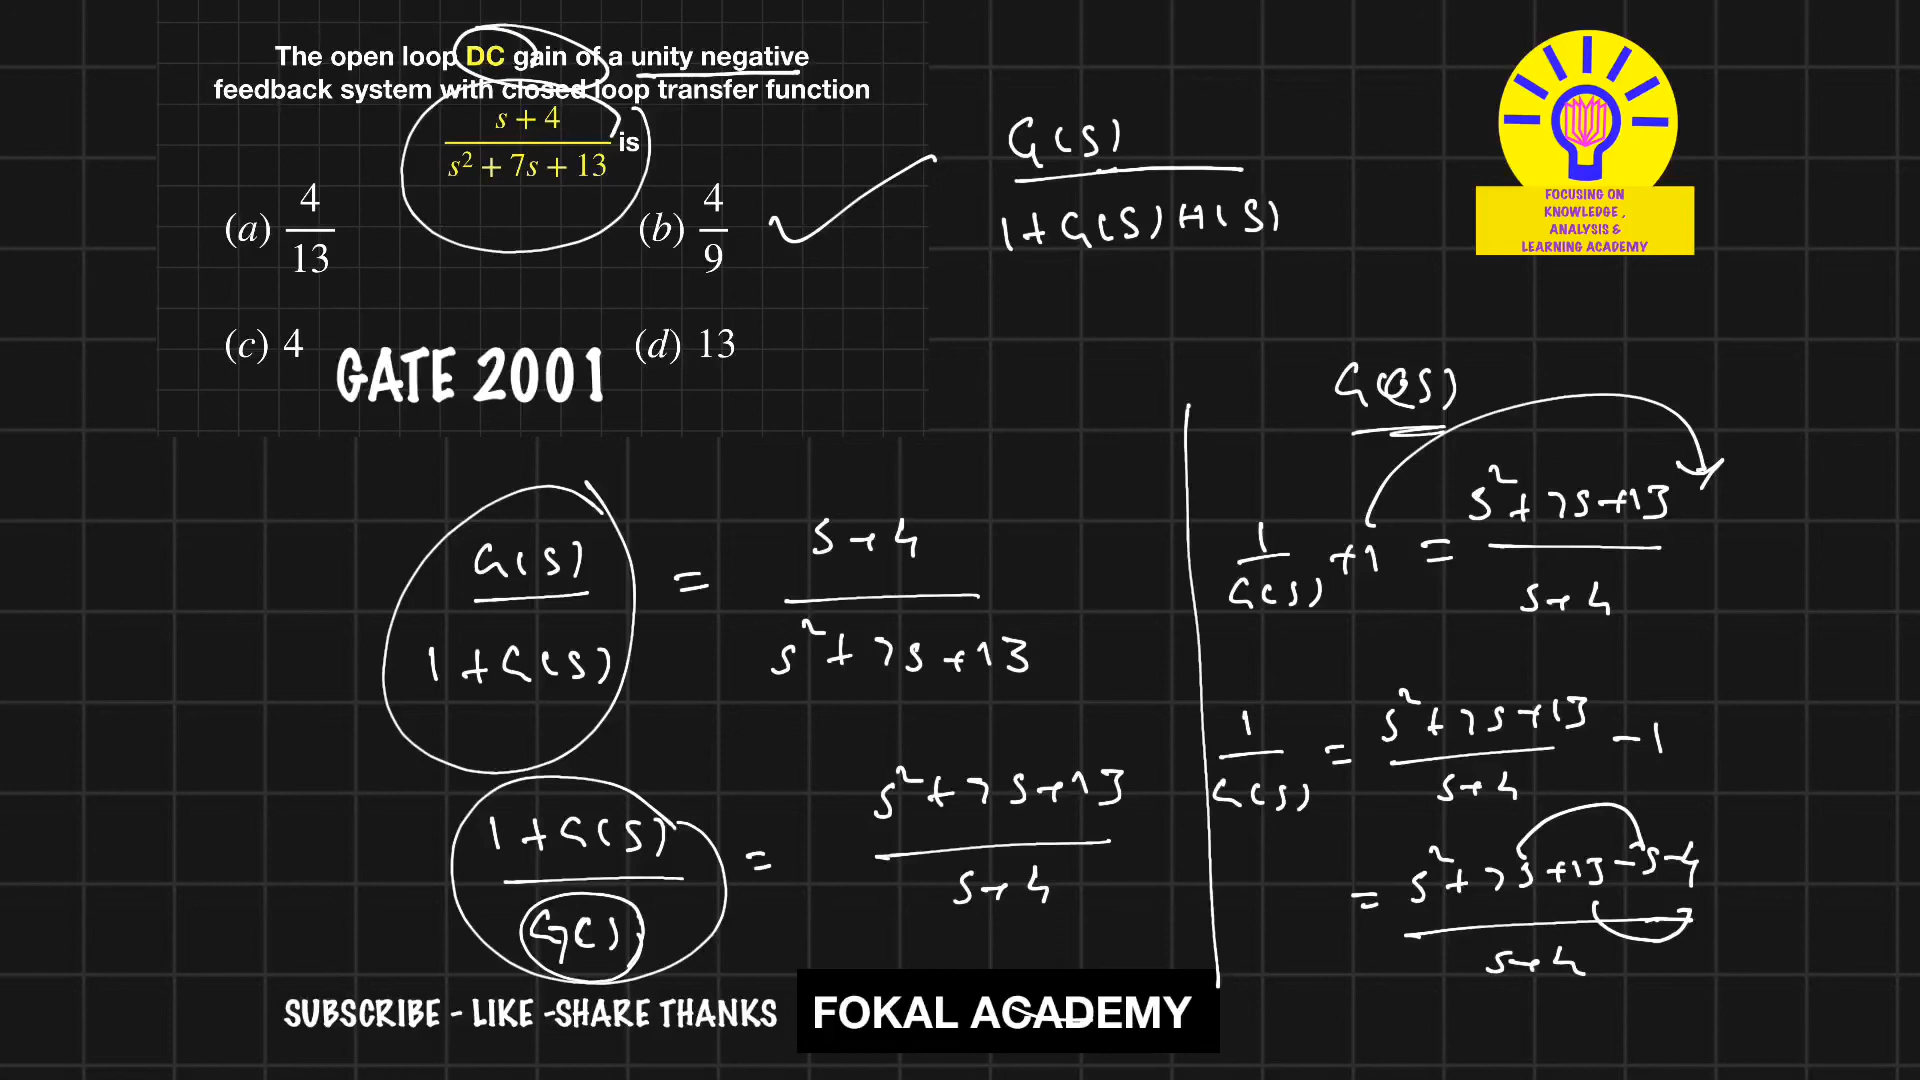 The open loop DC gain of a unity negative
feedback system with closed loop transfer function
s + 4
s² + 7s + 13
is
(a) 4/13
(b) 4/9
(c) 4
(d) 13
GATE 2001
G(S)
1+G(S)H(S)
FOCUSING ON
KNOWLEDGE ,
ANALYSIS &
LEARNING ACADEMY
G(S)/1+G(S) = s+4/s²+7s+13
1+G(S)/G(S) = s²+7s+13/s+4
G(S)
1/G(S) +1 = s²+7s+13/s+4
1/G(S) = s²+7s+13/s+4 -1
= s²+7s+13-s-4/s+4
SUBSCRIBE - LIKE -SHARE THANKS
FOKAL ACADEMY